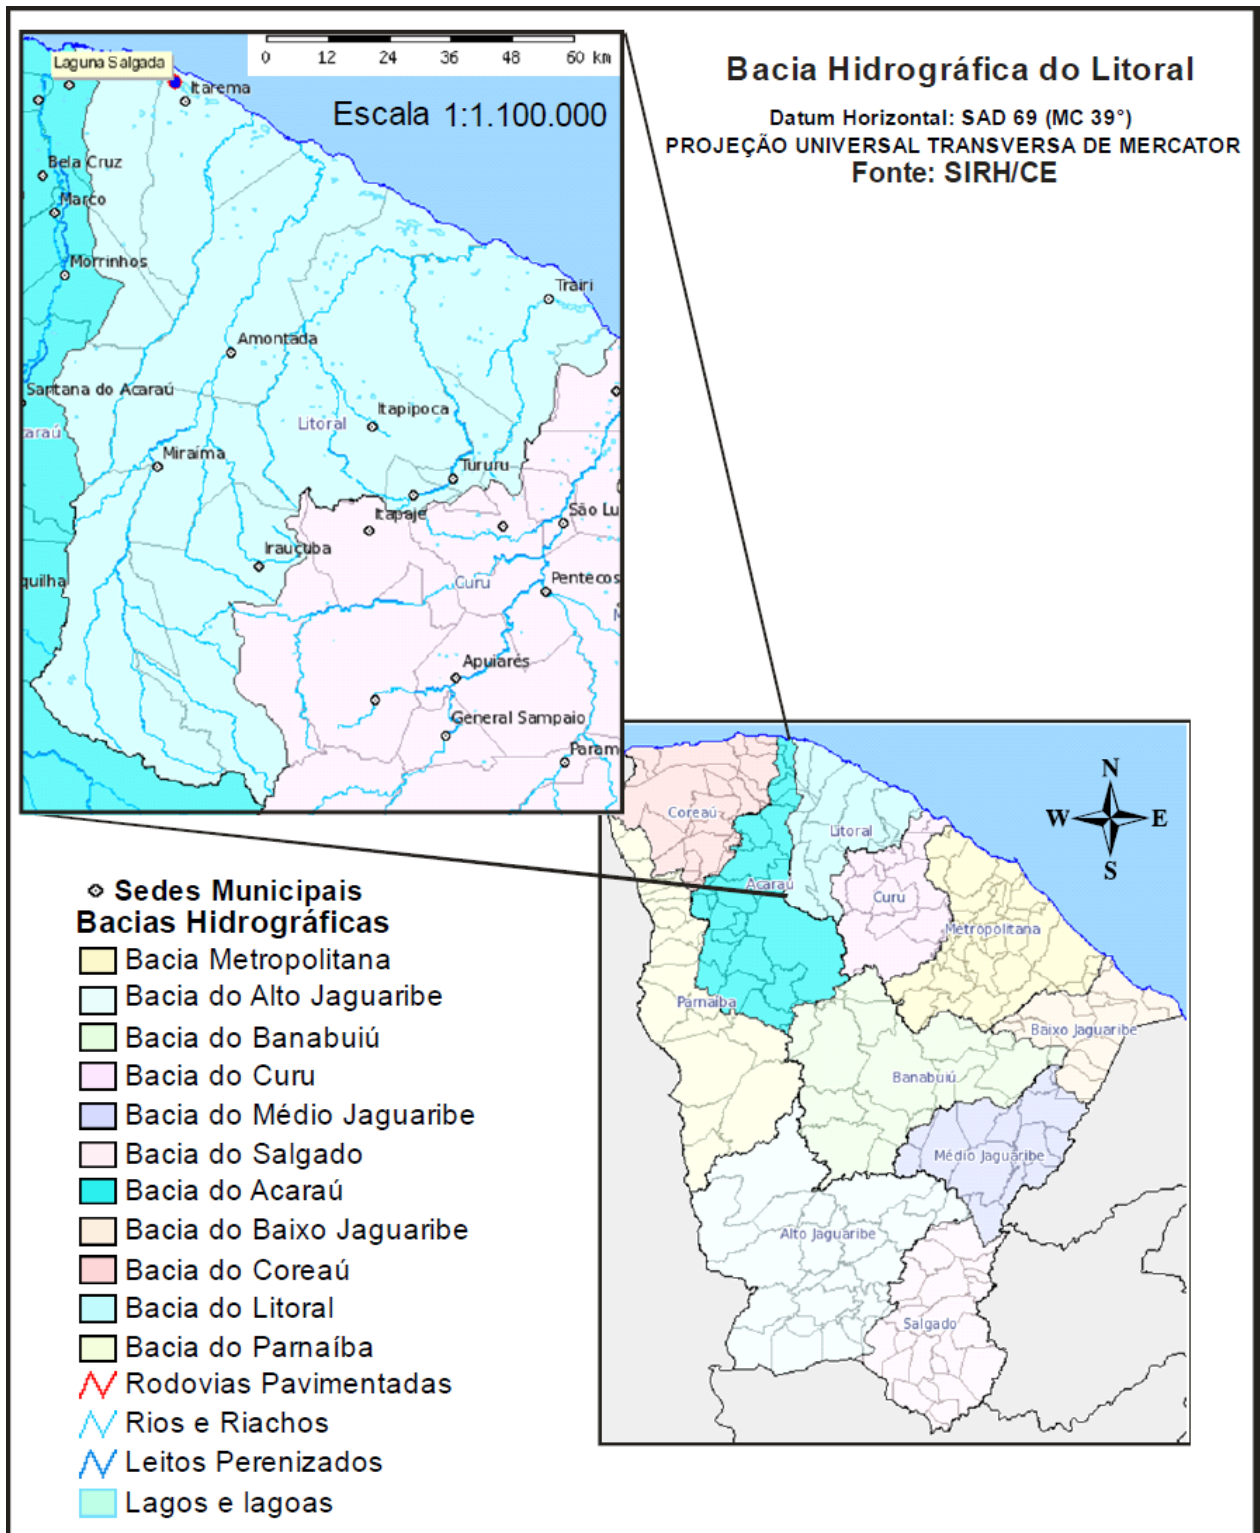 Laguna Salgada
Itarema
0 12 24 36 48 60 km
Escala 1:1.100.000
Bela Cruz
Marco
Morrinhos
Trairi
Amontada
Santana do Acaraú
Itapipoca
Litoral
caraú
Miraíma
Tururu
Itapaje
São Lu
Irauçuba
quilha
Curu
Pentecos
Apuiarés
General Sampaio
Param
Bacia Hidrográfica do Litoral
Datum Horizontal: SAD 69 (MC 39°)
PROJEÇÃO UNIVERSAL TRANSVERSA DE MERCATOR
Fonte: SIRH/CE
N
W E
S
Coreaú
Litoral
Acaraú
Curu
Metropolitana
Parnaíba
Baixo Jaguaribe
Banabuiú
Médio Jaguaribe
Alto Jaguaribe
Salgado
Sedes Municipais
Bacias Hidrográficas
Bacia Metropolitana
Bacia do Alto Jaguaribe
Bacia do Banabuiú
Bacia do Curu
Bacia do Médio Jaguaribe
Bacia do Salgado
Bacia do Acaraú
Bacia do Baixo Jaguaribe
Bacia do Coreaú
Bacia do Litoral
Bacia do Parnaíba
Rodovias Pavimentadas
Rios e Riachos
Leitos Perenizados
Lagos e lagoas